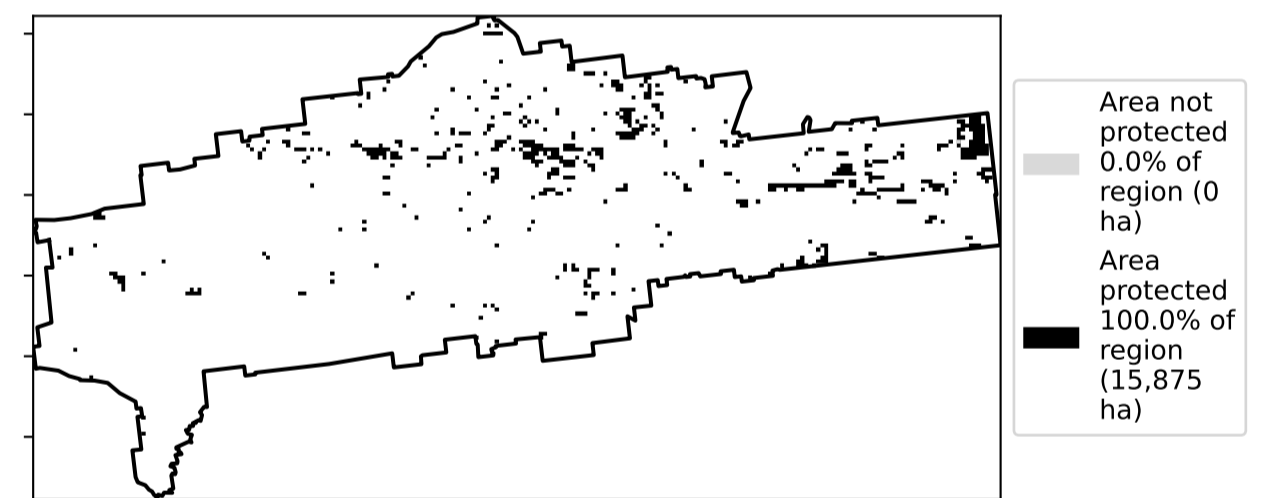 Area not
protected
0.0% of
region (0
ha)
Area
protected
100.0% of
region
(15,875
ha)